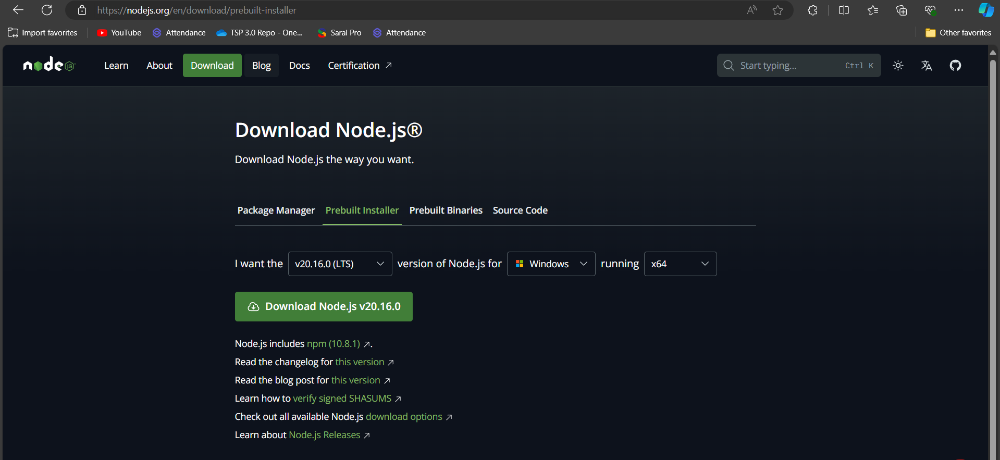 https://nodejs.org/en/download/prebuilt-installer
Import favorites YouTube Attendance TSP 3.0 Repo - One... Saral Pro Attendance Other favorites
node JS Learn About Download Blog Docs Certification ↗ Start typing... Ctrl K
Download Node.js®
Download Node.js the way you want.
Package Manager Prebuilt Installer Prebuilt Binaries Source Code
I want the v20.16.0 (LTS) version of Node.js for Windows running x64
Download Node.js v20.16.0
Node.js includes npm (10.8.1) ↗.
Read the changelog for this version ↗
Read the blog post for this version ↗
Learn how to verify signed SHASUMS ↗
Check out all available Node.js download options ↗
Learn about Node.js Releases ↗